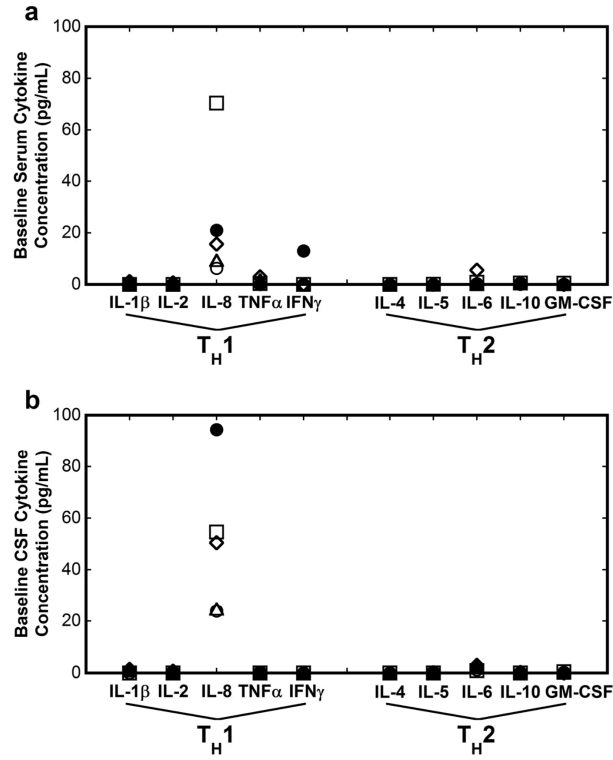 a
Baseline Serum Cytokine
Concentration (pg/mL)
100
80
60
40
20
0
IL-1β IL-2 IL-8 TNFα IFNγ IL-4 IL-5 IL-6 IL-10 GM-CSF
TH1 TH2
b
Baseline CSF Cytokine
Concentration (pg/mL)
100
80
60
40
20
0
IL-1β IL-2 IL-8 TNFα IFNγ IL-4 IL-5 IL-6 IL-10 GM-CSF
TH1 TH2